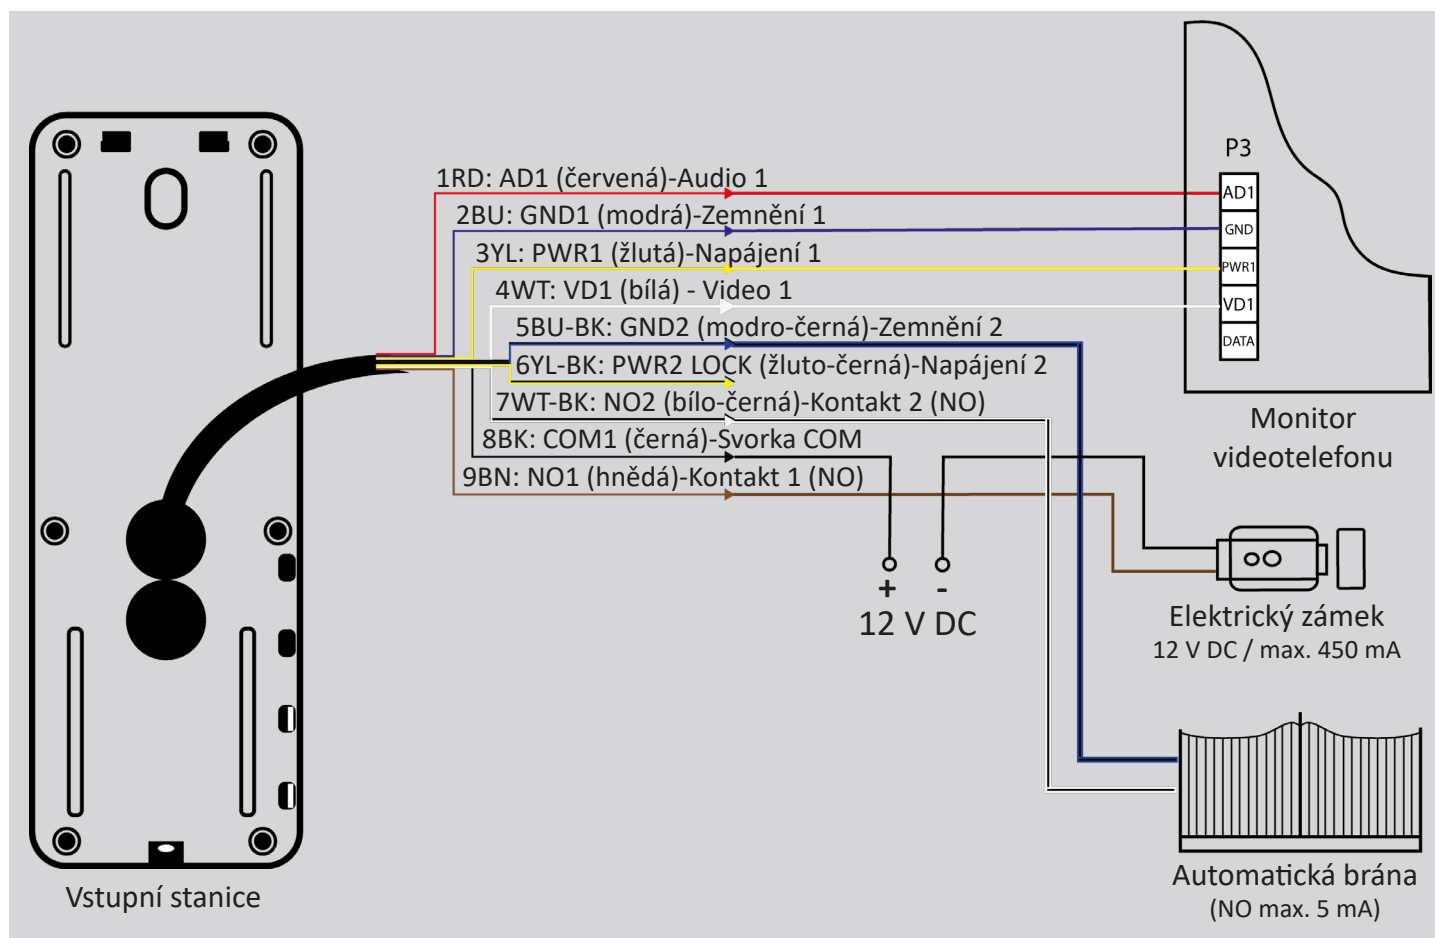 1RD: AD1 (červená)-Audio 1
2BU: GND1 (modrá)-Zemnění 1
3YL: PWR1 (žlutá)-Napájení 1
4WT: VD1 (bílá) - Video 1
5BU-BK: GND2 (modro-černá)-Zemnění 2
6YL-BK: PWR2 LOCK (žluto-černá)-Napájení 2
7WT-BK: NO2 (bílo-černá)-Kontakt 2 (NO)
8BK: COM1 (černá)-Svorka COM
9BN: NO1 (hnědá)-Kontakt 1 (NO)
P3
AD1
GND
PWR1
VD1
DATA
Monitor
videotelefonu
+ -
12 V DC
Elektrický zámek
12 V DC / max. 450 mA
Automatická brána
(NO max. 5 mA)
Vstupní stanice